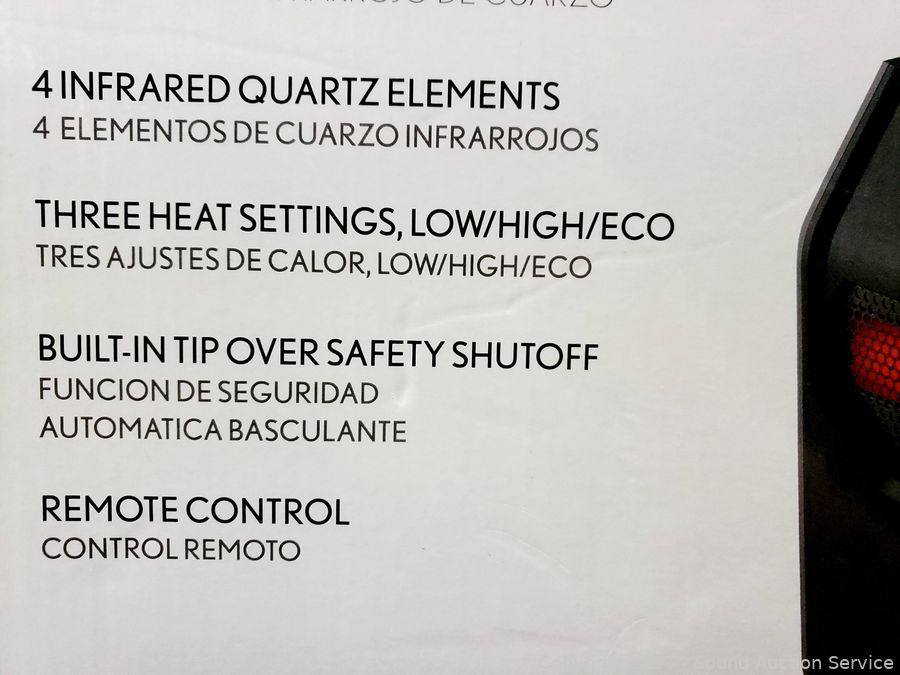 DE CUARZO
4 INFRARED QUARTZ ELEMENTS
4 ELEMENTOS DE CUARZO INFRARROJOS
THREE HEAT SETTINGS, LOW/HIGH/ECO
TRES AJUSTES DE CALOR, LOW/HIGH/ECO
BUILT-IN TIP OVER SAFETY SHUTOFF
FUNCION DE SEGURIDAD
AUTOMATICA BASCULANTE
REMOTE CONTROL
CONTROL REMOTO
Sound Auction Service